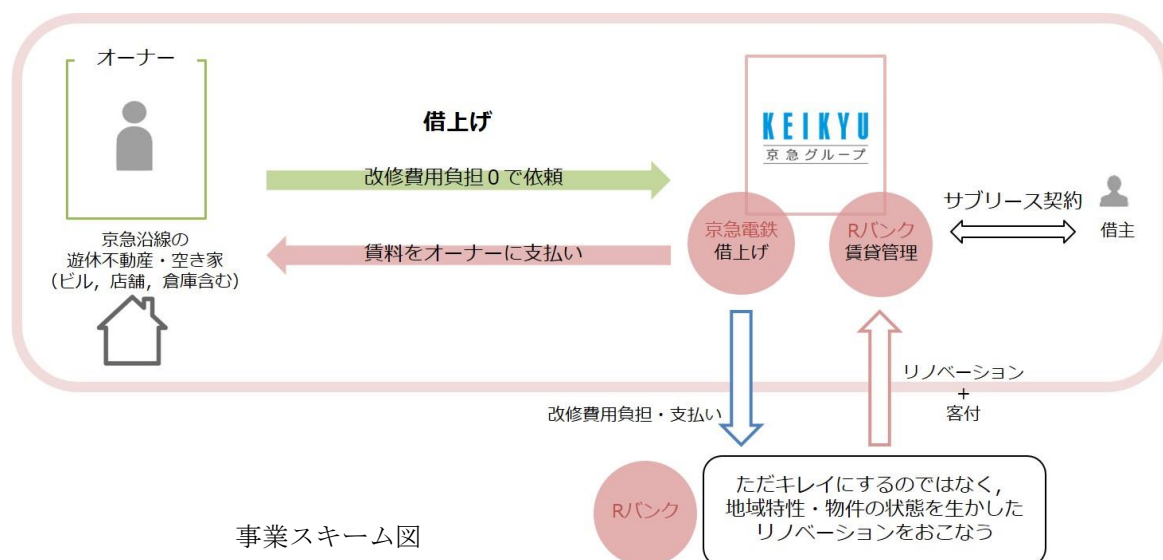 オーナー
京急沿線の
遊休不動産・空き家
(ビル，店舗，倉庫含む)
借上げ
改修費用負担０で依頼
賃料をオーナーに支払い
KEIKYU
京急グループ
京急電鉄
借上げ
Rバンク
賃貸管理
サブリース契約
借主
改修費用負担・支払い
リノベーション
+
客付
Rバンク
ただキレイにするのではなく，
地域特性・物件の状態を生かした
リノベーションをおこなう
事業スキーム図